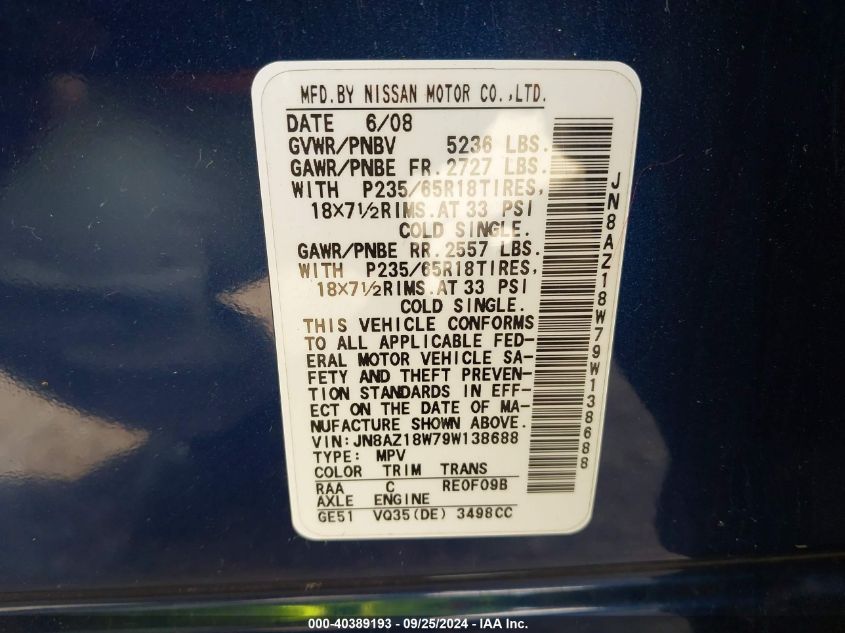 MFD.BY NISSAN MOTOR CO.,LTD.
DATE 6/08
GVWR/PNBV 5236 LBS.
GAWR/PNBE FR.2727 LBS.
WITH P235/65R18TIRES,
18×7½RIMS.AT 33 PSI
COLD SINGLE.
GAWR/PNBE RR.2557 LBS.
WITH P235/65R18TIRES,
18×7½RIMS.AT 33 PSI
COLD SINGLE.
THIS VEHICLE CONFORMS
TO ALL APPLICABLE FED-
ERAL MOTOR VEHICLE SA-
FETY AND THEFT PREVEN-
TION STANDARDS IN EFF-
ECT ON THE DATE OF MA-
NUFACTURE SHOWN ABOVE.
VIN:JN8AZ18W79W138688
TYPE: MPV
COLOR TRIM TRANS
RAA C RE0F09B
AXLE ENGINE
GE51 VQ35(DE) 3498CC
JN8AZ18W79W138688
000-40389193 - 09/25/2024 - IAA Inc.